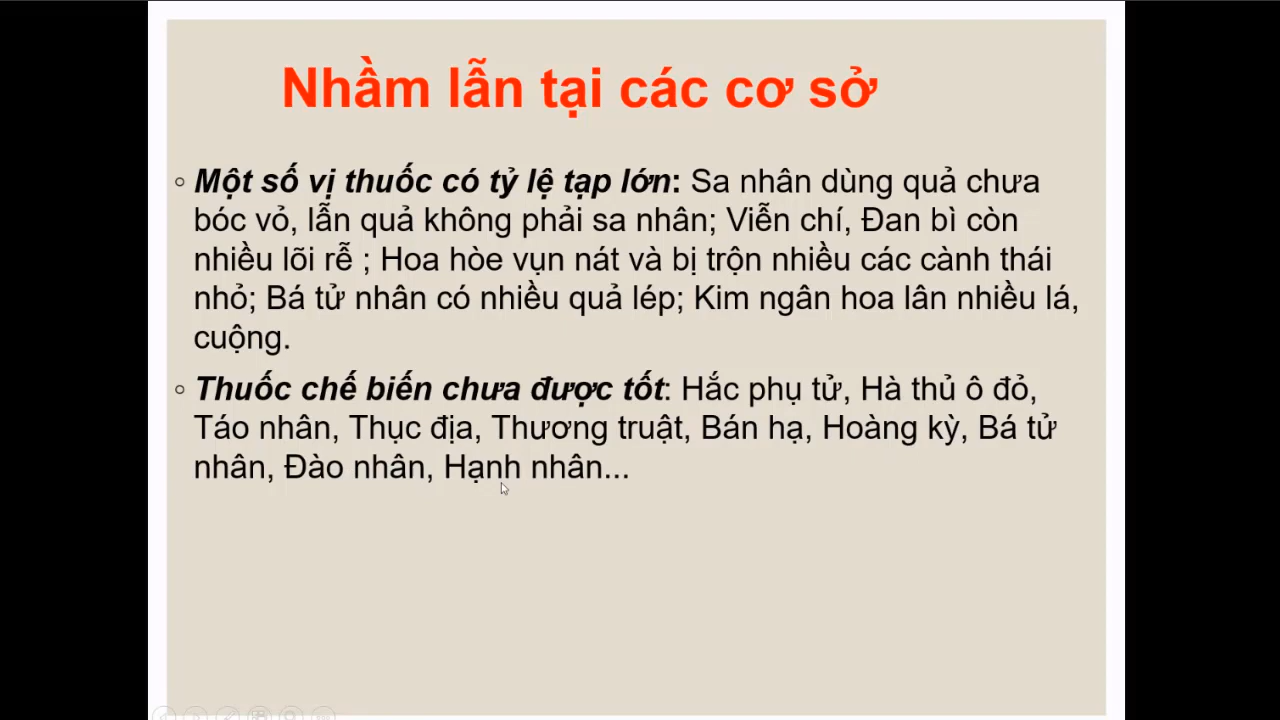 Nhầm lẫn tại các cơ sở
◦ Một số vị thuốc có tỷ lệ tạp lớn: Sa nhân dùng quả chưa
bóc vỏ, lẫn quả không phải sa nhân; Viễn chí, Đan bì còn
nhiều lõi rễ ; Hoa hòe vụn nát và bị trộn nhiều các cành thái
nhỏ; Bá tử nhân có nhiều quả lép; Kim ngân hoa lân nhiều lá,
cuộng.
◦ Thuốc chế biến chưa được tốt: Hắc phụ tử, Hà thủ ô đỏ,
Táo nhân, Thục địa, Thương truật, Bán hạ, Hoàng kỳ, Bá tử
nhân, Đào nhân, Hạnh nhân...